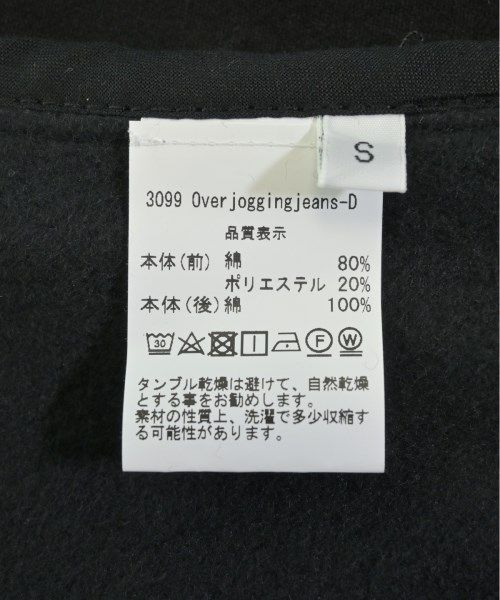 S
3099 Overjoggingjeans-D
品質表示
本体(前) 綿 80%
ポリエステル 20%
本体(後) 綿 100%
30 F W
タンブル乾燥は避けて、自然乾燥
とする事をお勧めします。
素材の性質上、洗濯で多少収縮す
る可能性があります。